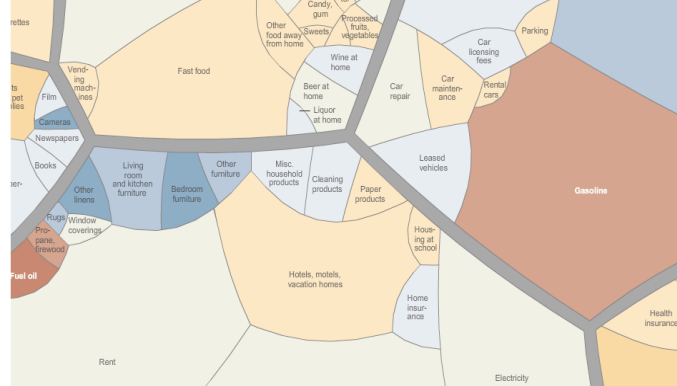 Candy,
gum
Processed
fruits,
vegetables
Other
food away
from home
Sweets
Parking
Car
licensing
fees
Wine at
home
Fast food
Vend-
ing
mach-
ines
Film
Cameras
Newspapers
Beer at
home
Liquor
at home
Car
repair
Car
mainten-
ance
Rental
cars
Books
Other
linens
Living
room
and kitchen
furniture
Bedroom
furniture
Other
furniture
Misc.
household
products
Cleaning
products
Paper
products
Leased
vehicles
Gasoline
Rugs
Window
coverings
Pro-
pane,
firewood
Fuel oil
Hous-
ing at
school
Hotels, motels,
vacation homes
Home
insur-
ance
Health
insurance
Rent
Electricity